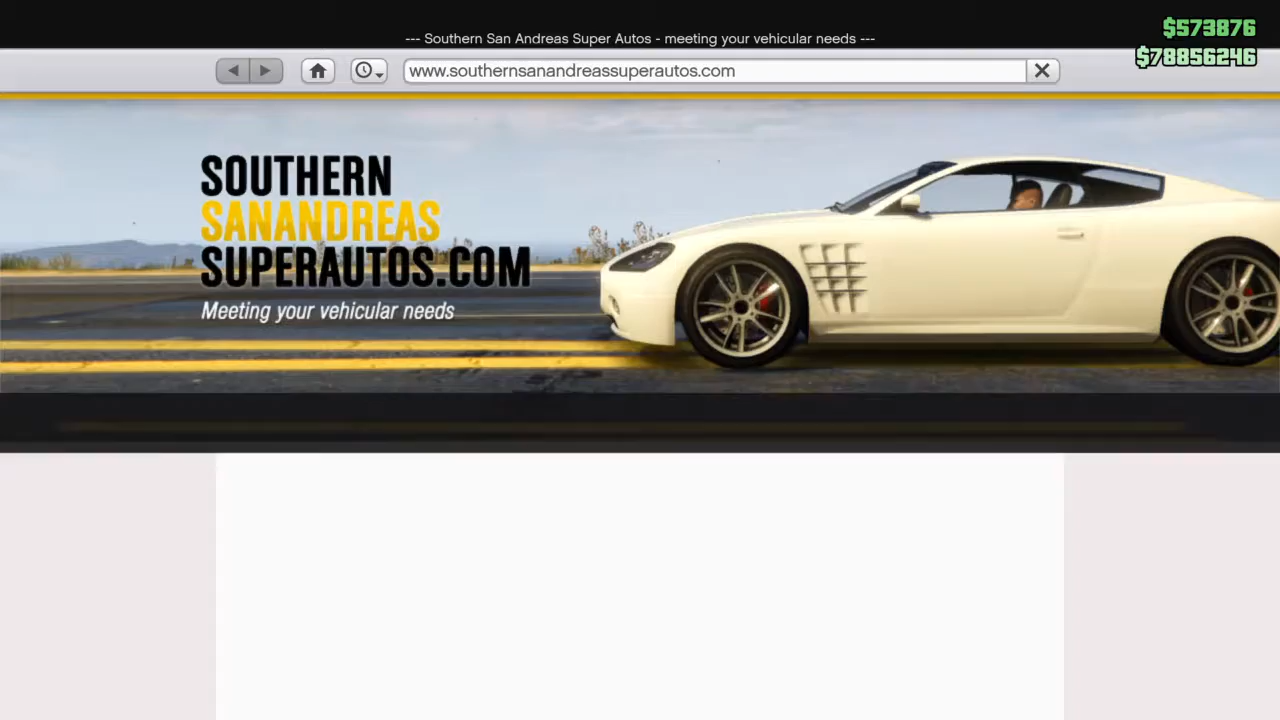 --- Southern San Andreas Super Autos - meeting your vehicular needs ---
$573876
$78856246
www.southernsanandreassuperautos.com
SOUTHERN
SANANDREAS
SUPERAUTOS.COM
Meeting your vehicular needs